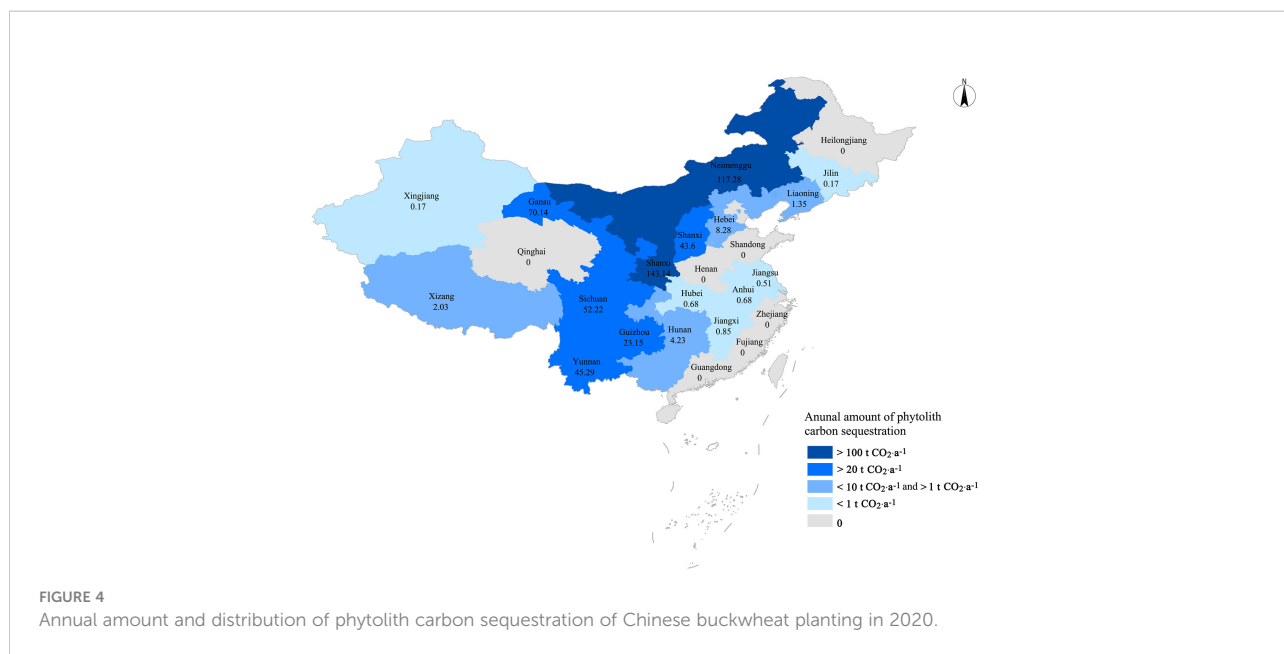 N
Heilongjiang
0
Jilin
0.17
Neimenggu
117.28
Liaoning
1.35
Xingjiang
0.17
Gansu
70.14
Hebei
8.28
Shanxi
43.6
Shandong
0
Qinghai
0
Shanxi
143.14
Henan
0
Jiangsu
0.51
Anhui
0.68
Hubei
0.68
Xizang
2.03
Sichuan
52.22
Zhejiang
0
Jiangxi
0.85
Hunan
4.23
Guizhou
23.15
Fujiang
0
Yunnan
45.29
Guangdong
0
Anunal amount of phytolith
carbon sequestration
> 100 t CO₂·a⁻¹
> 20 t CO₂·a⁻¹
< 10 t CO₂·a⁻¹ and > 1 t CO₂·a⁻¹
< 1 t CO₂·a⁻¹
0
FIGURE 4
Annual amount and distribution of phytolith carbon sequestration of Chinese buckwheat planting in 2020.